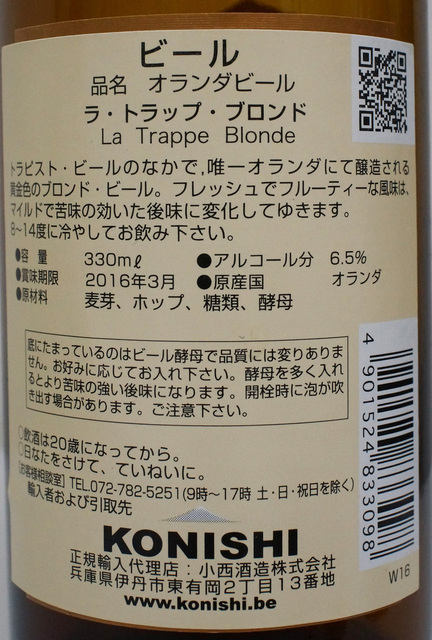 ビール
品名 オランダビール
ラ・トラップ・ブロンド
La Trappe Blonde
トラピスト・ビールのなかで､唯一オランダにて醸造される
黄金色のブロンド・ビール。フレッシュでフルーティーな風味は、
マイルドで苦味の効いた後味に変化してゆきます。
8〜14度に冷やしてお飲み下さい。
●容量 330mℓ ●アルコール分 6.5%
●賞味期限 2016年3月 ●原産国 オランダ
●原材料 麦芽、ホップ、糖類、酵母
底にたまっているのはビール酵母で品質には変りありま
せん。お好みに応じてお入れ下さい。酵母を多く入れ
るとより苦味の強い後味になります。開栓時に泡が吹
き出す場合があります。ご注意下さい。
○飲酒は20歳になってから。
○日なたをさけて、ていねいに。
[お客様相談室] TEL.072-782-5251(9時〜17時 土・日・祝日を除く)
輸入者および引取先
KONISHI
正規輸入代理店：小西酒造株式会社
兵庫県伊丹市東有岡2丁目13番地
www.konishi.be
4 901524 833098
W16